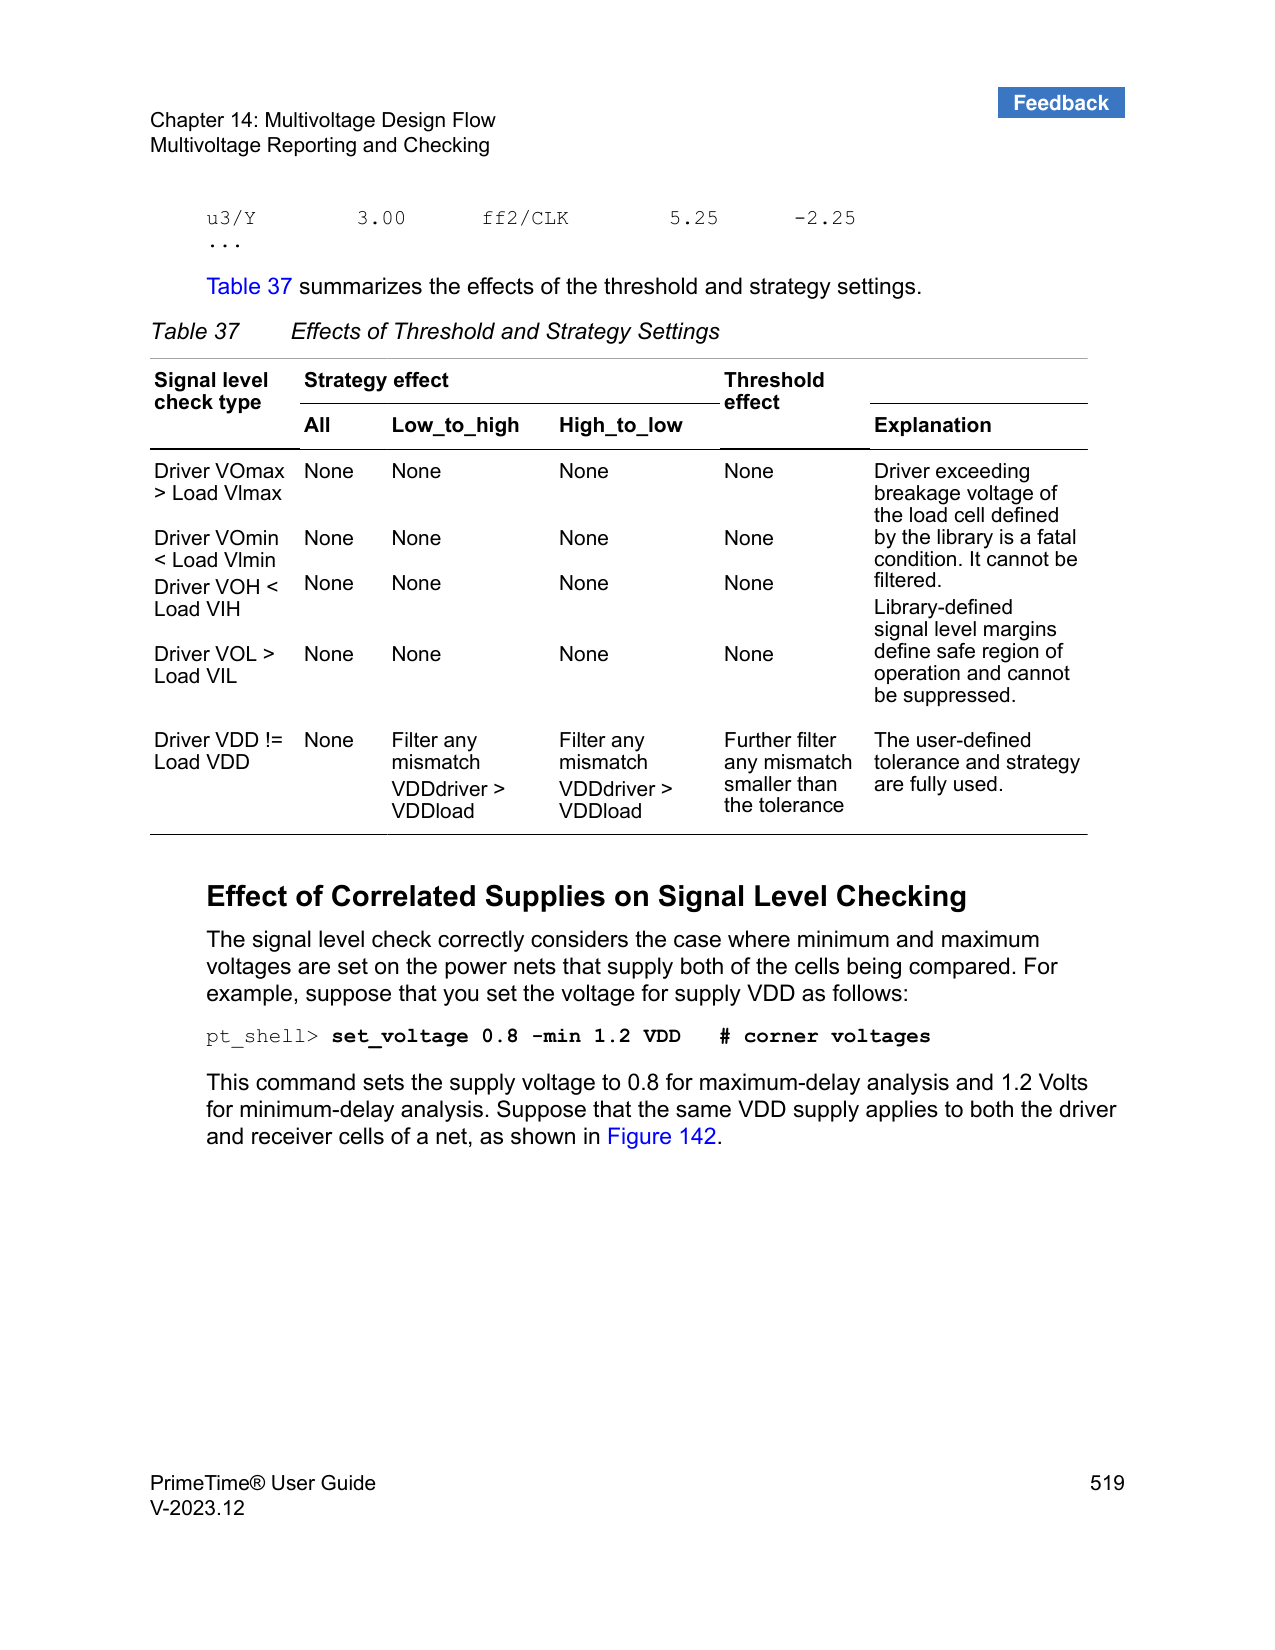 Feedback
Chapter 14: Multivoltage Design Flow
Multivoltage Reporting and Checking
u3/Y 3.00 ff2/CLK 5.25 -2.25
...
Table 37 summarizes the effects of the threshold and strategy settings.
Table 37 Effects of Threshold and Strategy Settings
Signal level
check type
Strategy effect
Threshold
effect
All Low_to_high High_to_low Explanation
Driver VOmax
> Load VImax
None None None None
Driver exceeding
breakage voltage of
the load cell defined
by the library is a fatal
condition. It cannot be
filtered.
Driver VOmin
< Load VImin
None None None None
Driver VOH <
Load VIH
None None None None
Library-defined
signal level margins
define safe region of
operation and cannot
be suppressed.
Driver VOL >
Load VIL
None None None None
Driver VDD !=
Load VDD
None
Filter any
mismatch
VDDdriver >
VDDload
Filter any
mismatch
VDDdriver >
VDDload
Further filter
any mismatch
smaller than
the tolerance
The user-defined
tolerance and strategy
are fully used.
Effect of Correlated Supplies on Signal Level Checking
The signal level check correctly considers the case where minimum and maximum
voltages are set on the power nets that supply both of the cells being compared. For
example, suppose that you set the voltage for supply VDD as follows:
pt_shell> set_voltage 0.8 -min 1.2 VDD # corner voltages
This command sets the supply voltage to 0.8 for maximum-delay analysis and 1.2 Volts
for minimum-delay analysis. Suppose that the same VDD supply applies to both the driver
and receiver cells of a net, as shown in Figure 142.
PrimeTime® User Guide 519
V-2023.12